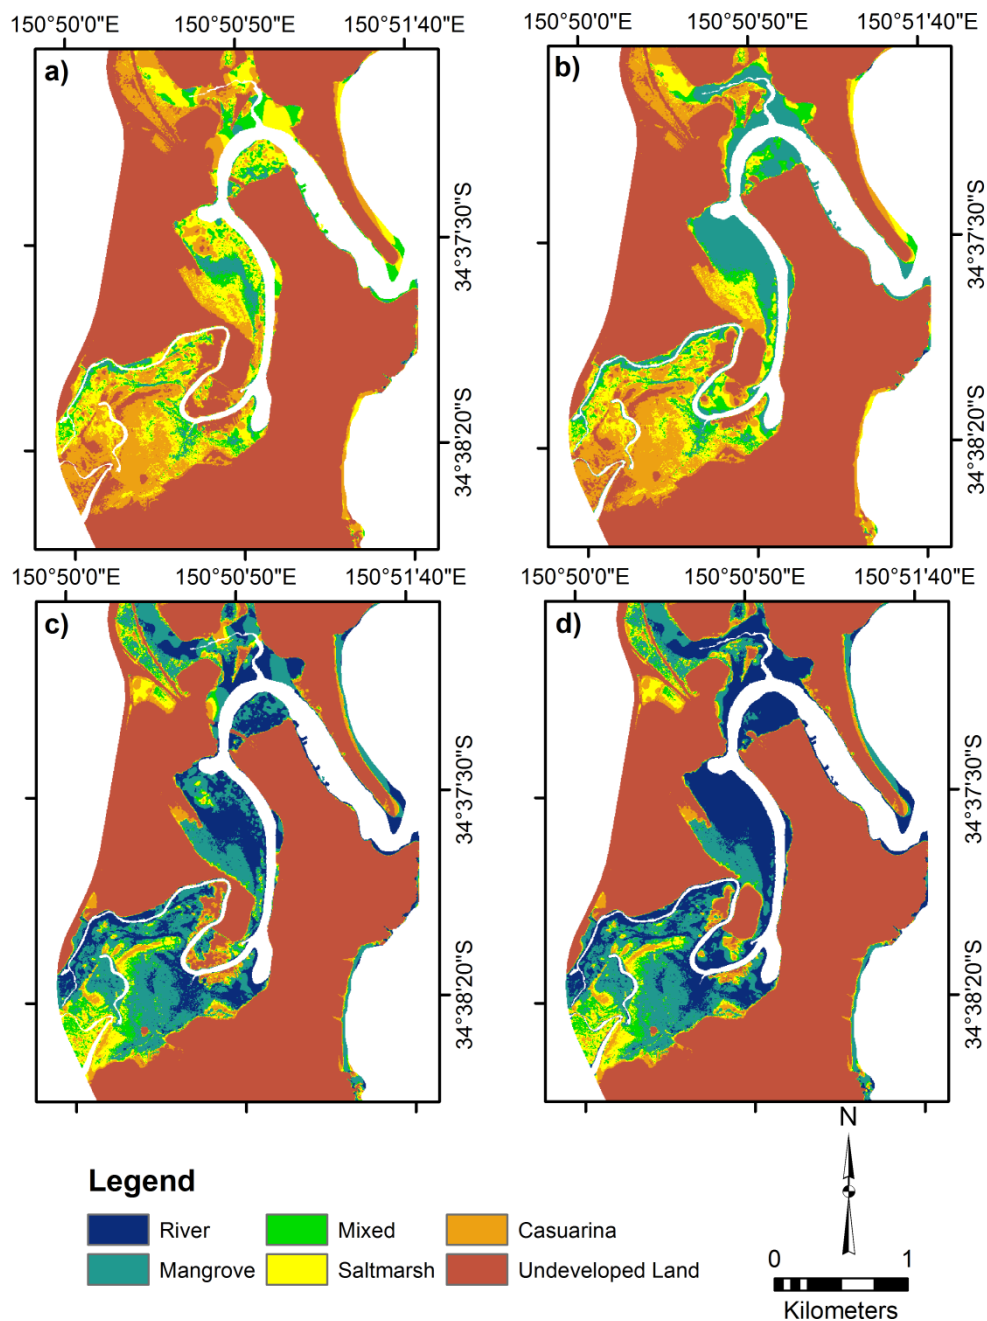 150°50'0"E 150°50'50"E 150°51'40"E
150°50'0"E 150°50'50"E 150°51'40"E
a)
b)
34°37'30"S
34°37'30"S
34°38'20"S
34°38'20"S
150°50'0"E 150°50'50"E 150°51'40"E
150°50'0"E 150°50'50"E 150°51'40"E
c)
d)
34°37'30"S
34°37'30"S
34°38'20"S
34°38'20"S
N
Legend
River Mixed Casuarina
Mangrove Saltmarsh Undeveloped Land
0 1
Kilometers